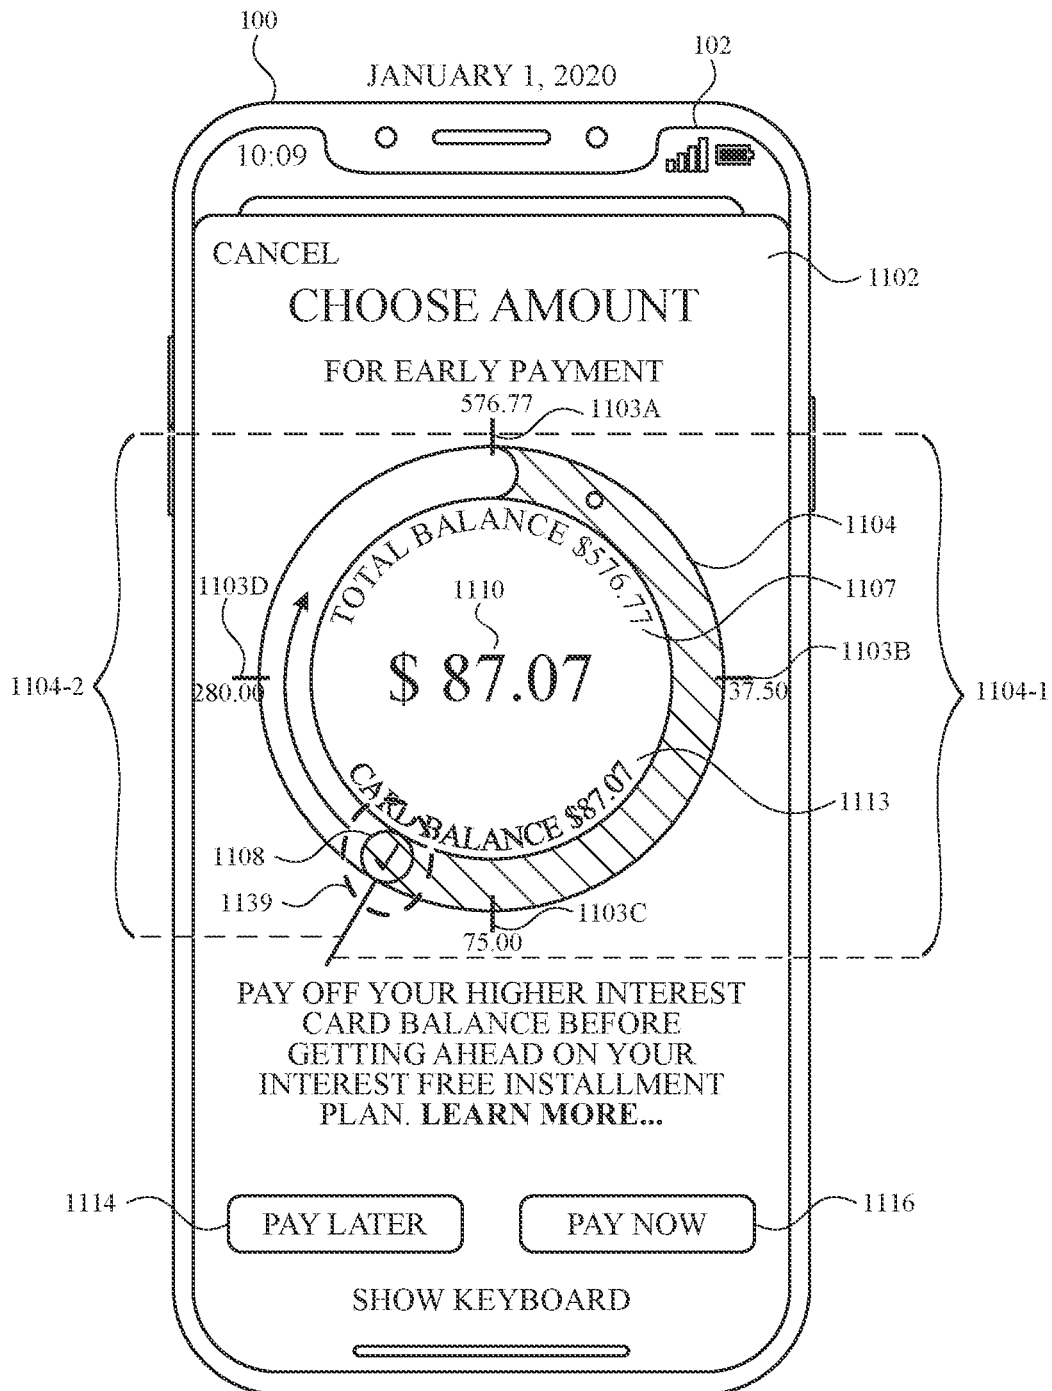 100
102
JANUARY 1, 2020
10:09
CANCEL
1102
CHOOSE AMOUNT
FOR EARLY PAYMENT
576.77
1103A
1104
TOTAL BALANCE $576.77
1103D
1110
1107
$ 87.07
1103B
1104-2
280.00
37.50
1104-1
CARD BALANCE $87.07
1113
1108
1139
1103C
75.00
PAY OFF YOUR HIGHER INTEREST
CARD BALANCE BEFORE
GETTING AHEAD ON YOUR
INTEREST FREE INSTALLMENT
PLAN. LEARN MORE...
1114
PAY LATER
PAY NOW
1116
SHOW KEYBOARD